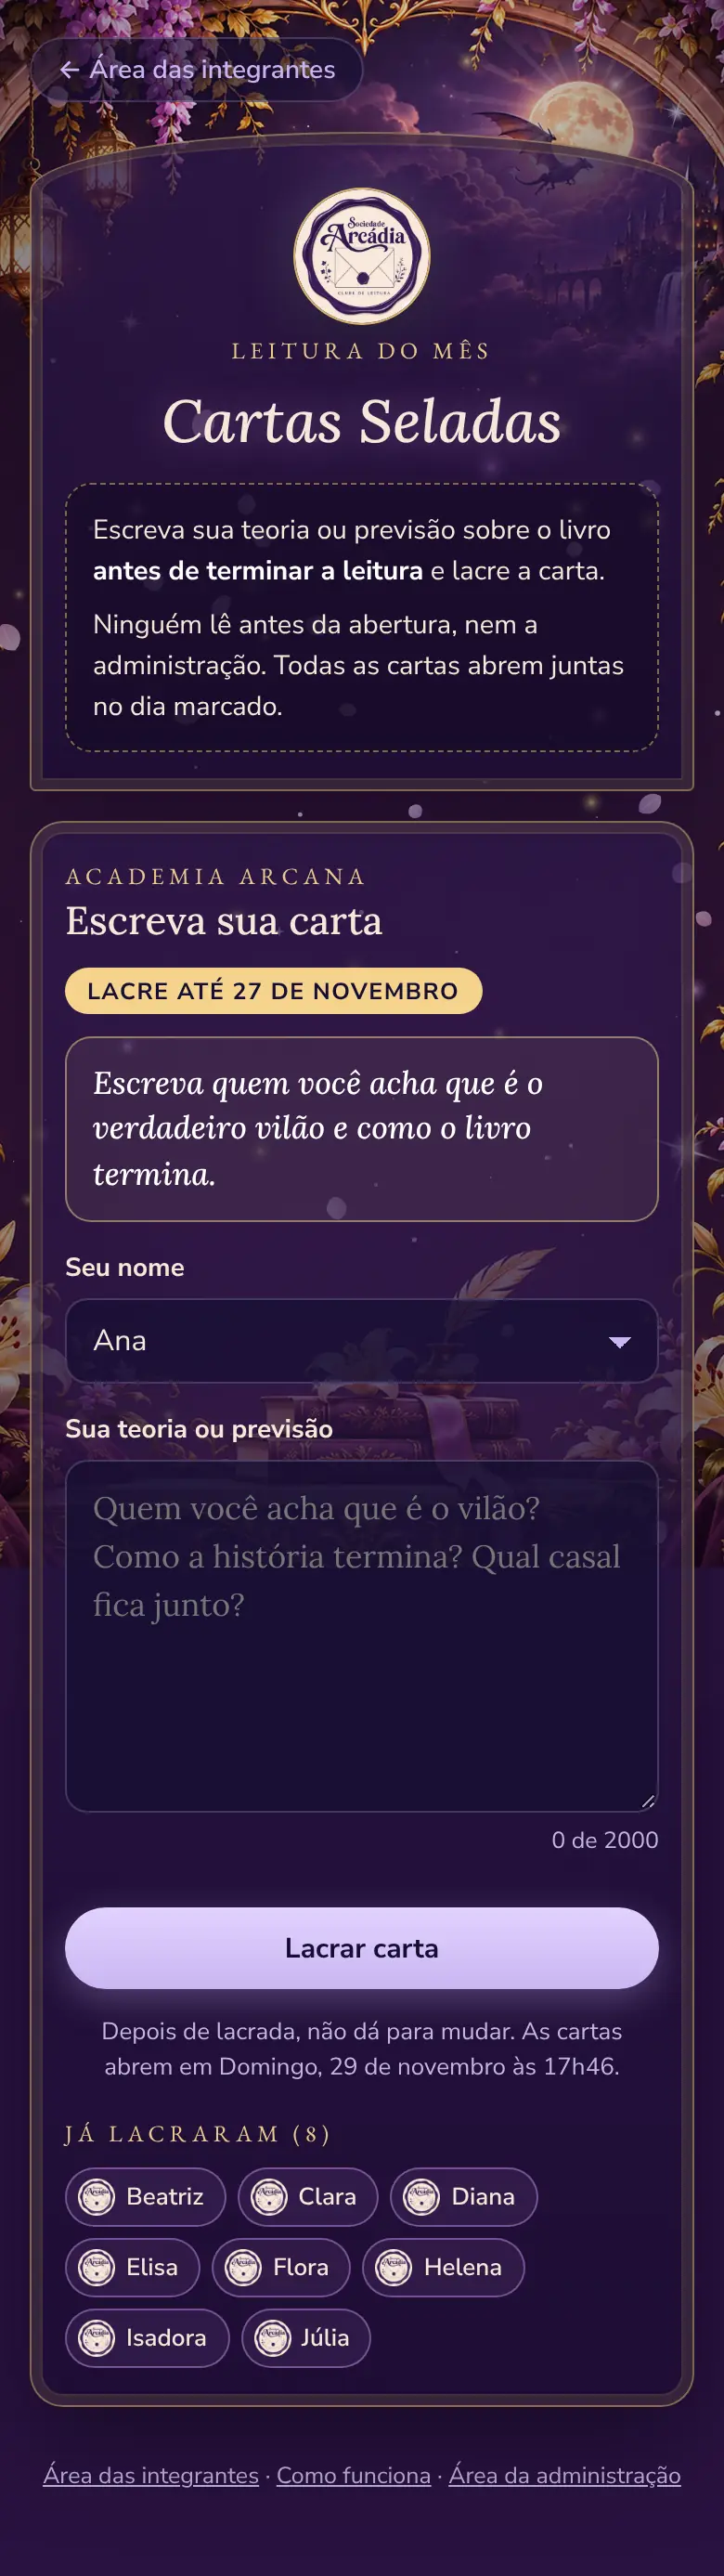 ← Área das integrantes
Sociedade
Arcádia
CLUBE DE LEITURA
LEITURA DO MÊS
Cartas Seladas
Escreva sua teoria ou previsão sobre o livro
antes de terminar a leitura e lacre a carta.
Ninguém lê antes da abertura, nem a
administração. Todas as cartas abrem juntas
no dia marcado.
ACADEMIA ARCANA
Escreva sua carta
LACRE ATÉ 27 DE NOVEMBRO
Escreva quem você acha que é o
verdadeiro vilão e como o livro
termina.
Seu nome
Ana
Sua teoria ou previsão
Quem você acha que é o vilão?
Como a história termina? Qual casal
fica junto?
0 de 2000
Lacrar carta
Depois de lacrada, não dá para mudar. As cartas
abrem em Domingo, 29 de novembro às 17h46.
JÁ LACRARAM (8)
Beatriz Clara Diana
Elisa Flora Helena
Isadora Júlia
Área das integrantes · Como funciona · Área da administração